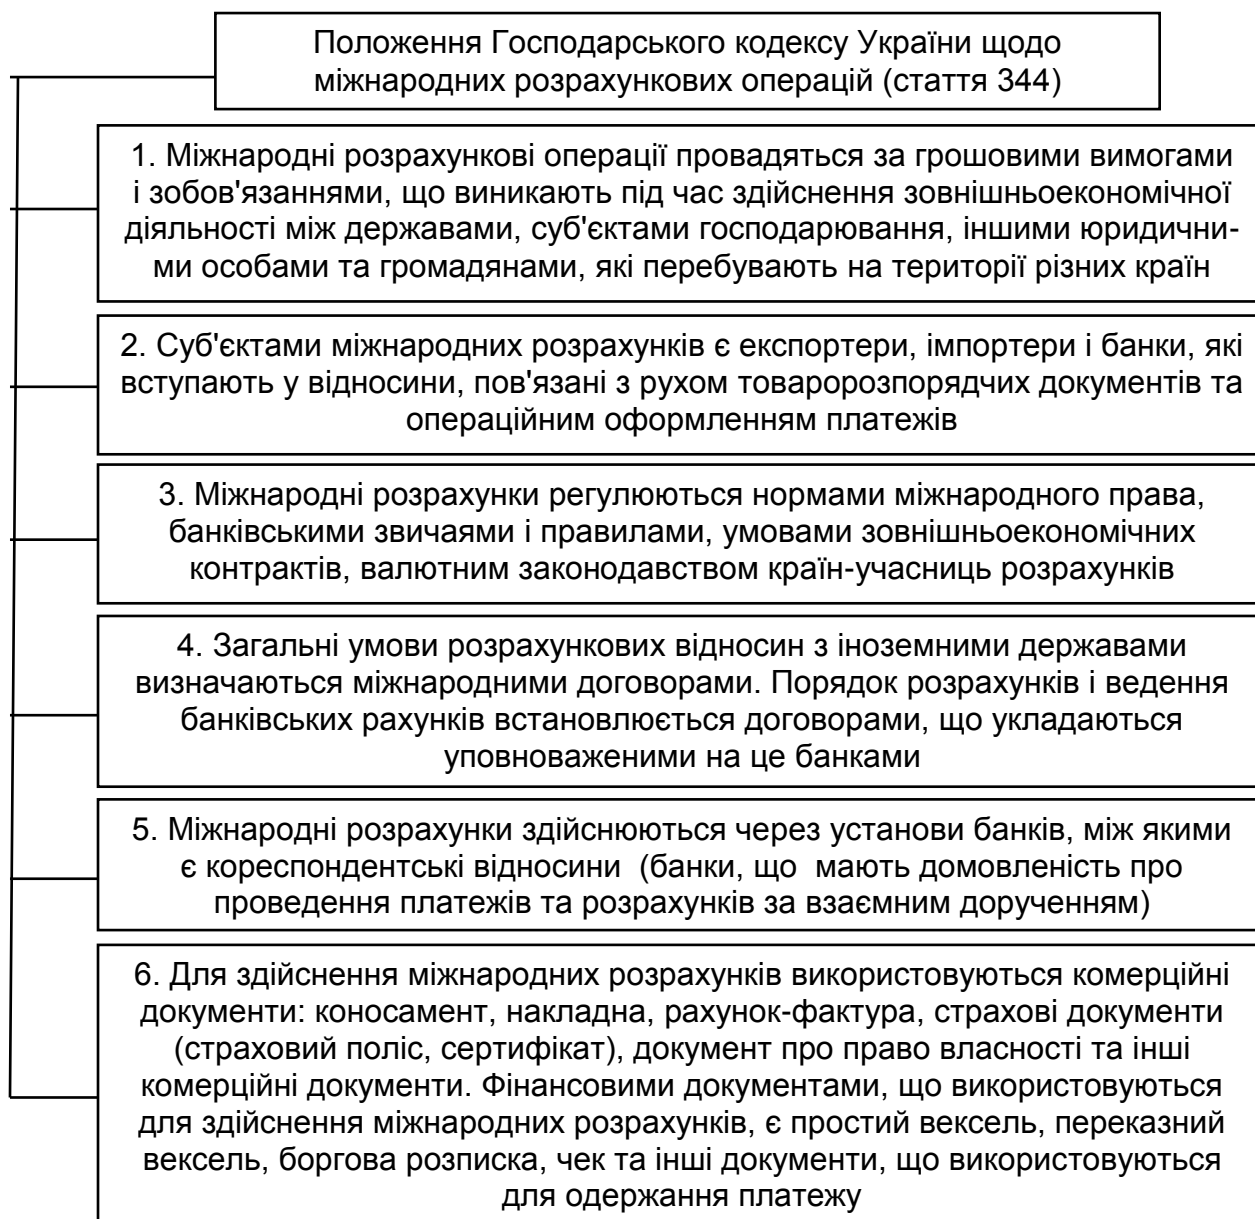 Положення Господарського кодексу України щодо
міжнародних розрахункових операцій (стаття 344)
1. Міжнародні розрахункові операції провадяться за грошовими вимогами
і зобов'язаннями, що виникають під час здійснення зовнішньоекономічної
діяльності між державами, суб'єктами господарювання, іншими юридични-
ми особами та громадянами, які перебувають на території різних країн
2. Суб'єктами міжнародних розрахунків є експортери, імпортери і банки, які
вступають у відносини, пов'язані з рухом товаророзпорядчих документів та
операційним оформленням платежів
3. Міжнародні розрахунки регулюються нормами міжнародного права,
банківськими звичаями і правилами, умовами зовнішньоекономічних
контрактів, валютним законодавством країн-учасниць розрахунків
4. Загальні умови розрахункових відносин з іноземними державами
визначаються міжнародними договорами. Порядок розрахунків і ведення
банківських рахунків встановлюється договорами, що укладаються
уповноваженими на це банками
5. Міжнародні розрахунки здійснюються через установи банків, між якими
є кореспондентські відносини (банки, що мають домовленість про
проведення платежів та розрахунків за взаємним дорученням)
6. Для здійснення міжнародних розрахунків використовуються комерційні
документи: коносамент, накладна, рахунок-фактура, страхові документи
(страховий поліс, сертифікат), документ про право власності та інші
комерційні документи. Фінансовими документами, що використовуються
для здійснення міжнародних розрахунків, є простий вексель, переказний
вексель, боргова розписка, чек та інші документи, що використовуються
для одержання платежу